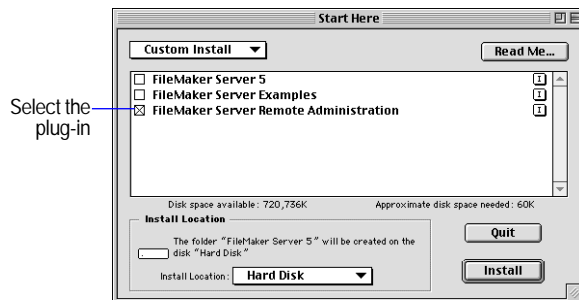 Start Here
Custom Install
Read Me...
FileMaker Server 5
I
FileMaker Server Examples
I
FileMaker Server Remote Administration
I
Select the
plug-in
Disk space available: 720,736K
Approximate disk space needed: 60K
Install Location
The folder "FileMaker Server 5" will be created on the
disk "Hard Disk"
Install Location:
Hard Disk
Quit
Install